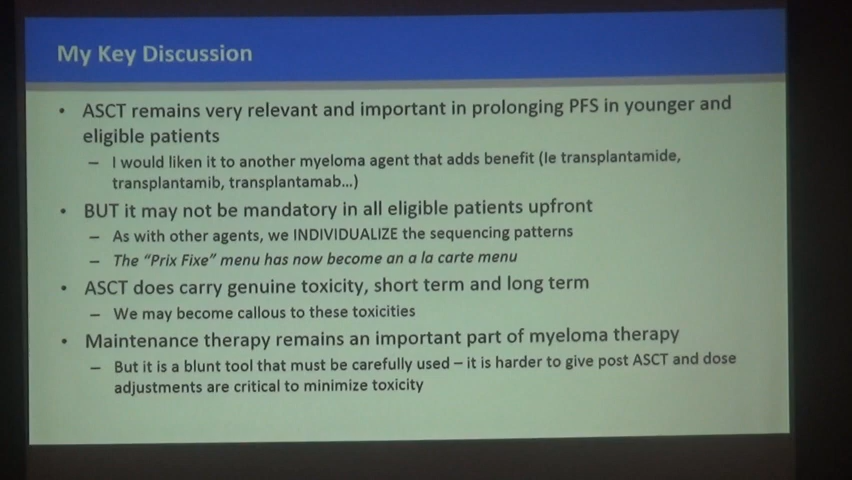 My Key Discussion
• ASCT remains very relevant and important in prolonging PFS in younger and
eligible patients
– I would liken it to another myeloma agent that adds benefit (Ie transplantamide,
transplantamib, transplantamab...)
• BUT it may not be mandatory in all eligible patients upfront
– As with other agents, we INDIVIDUALIZE the sequencing patterns
– The “Prix Fixe” menu has now become an a la carte menu
• ASCT does carry genuine toxicity, short term and long term
– We may become callous to these toxicities
• Maintenance therapy remains an important part of myeloma therapy
– But it is a blunt tool that must be carefully used – it is harder to give post ASCT and dose
adjustments are critical to minimize toxicity